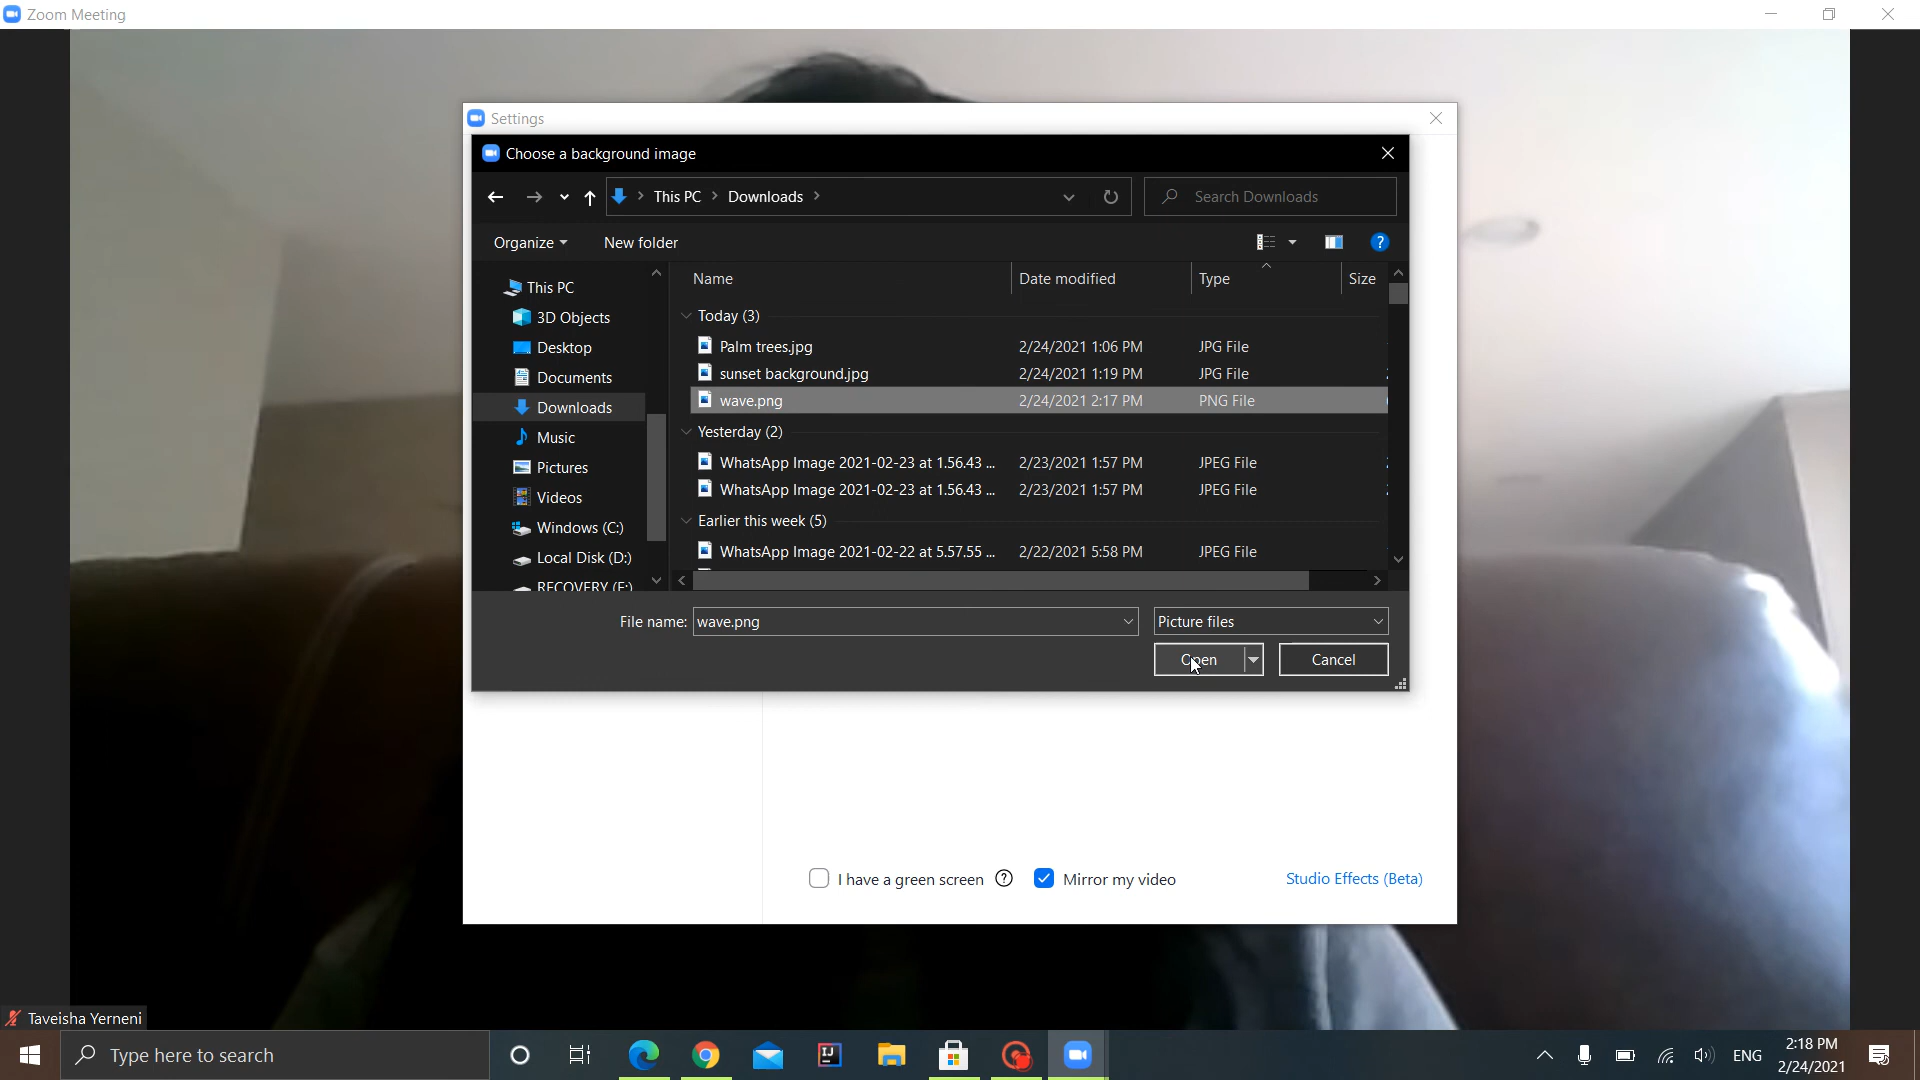 Zoom Meeting
Settings
Choose a background image
This PC
Downloads
Search Downloads
Organize
New folder
?
Name
Date modified
Type
Size
This PC
3D Objects
Desktop
Documents
Downloads
Music
Pictures
Videos
Windows (C:)
Local Disk (D:)
RECOVERY (E:)
Today (3)
Palm trees.jpg 2/24/2021 1:06 PM JPG File
sunset background.jpg 2/24/2021 1:19 PM JPG File
wave.png 2/24/2021 2:17 PM PNG File
Yesterday (2)
WhatsApp Image 2021-02-23 at 1.56.43 ... 2/23/2021 1:57 PM JPEG File
WhatsApp Image 2021-02-23 at 1.56.43 ... 2/23/2021 1:57 PM JPEG File
Earlier this week (5)
WhatsApp Image 2021-02-22 at 5.57.55 ... 2/22/2021 5:58 PM JPEG File
File name: wave.png
Picture files
Open
Cancel
I have a green screen ?
Mirror my video
Studio Effects (Beta)
Taveisha Yerneni
Type here to search
IJ
ENG
2:18 PM
2/24/2021